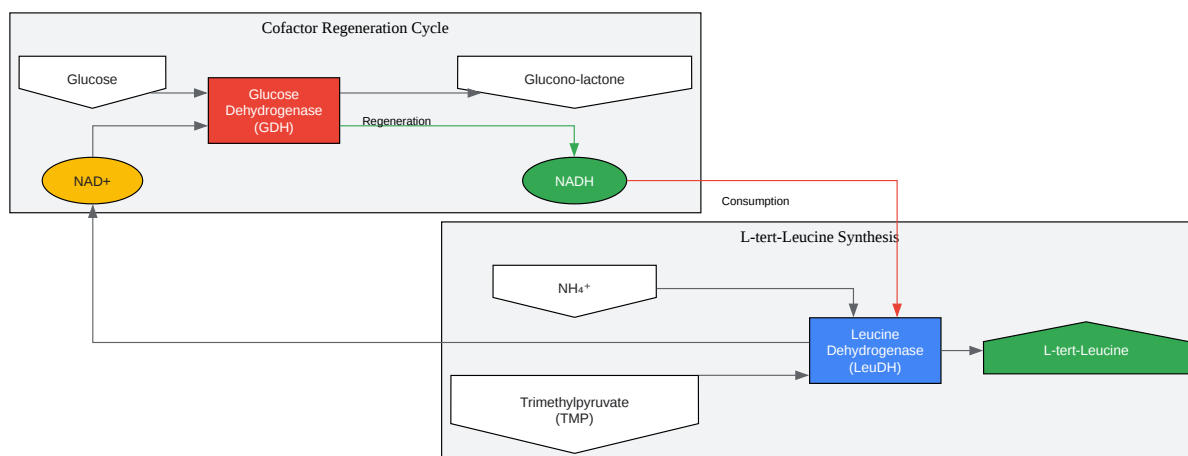 Cofactor Regeneration Cycle
Glucose
Glucose
Dehydrogenase
(GDH)
Glucono-lactone
Regeneration
NAD+
NADH
Consumption
L-tert-Leucine Synthesis
NH₄⁺
Leucine
Dehydrogenase
(LeuDH)
L-tert-Leucine
Trimethylpyruvate
(TMP)